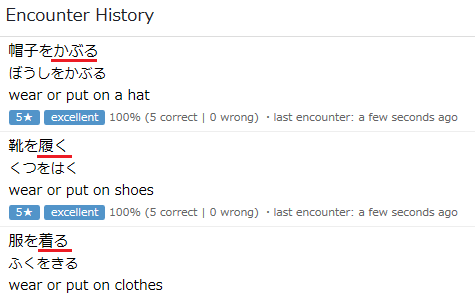 Encounter History
帽子をかぶる
ぼうしをかぶる
wear or put on a hat
5★ excellent 100% (5 correct | 0 wrong) · last encounter: a few seconds ago
靴を履く
くつをはく
wear or put on shoes
5★ excellent 100% (5 correct | 0 wrong) · last encounter: a few seconds ago
服を着る
ふくをきる
wear or put on clothes